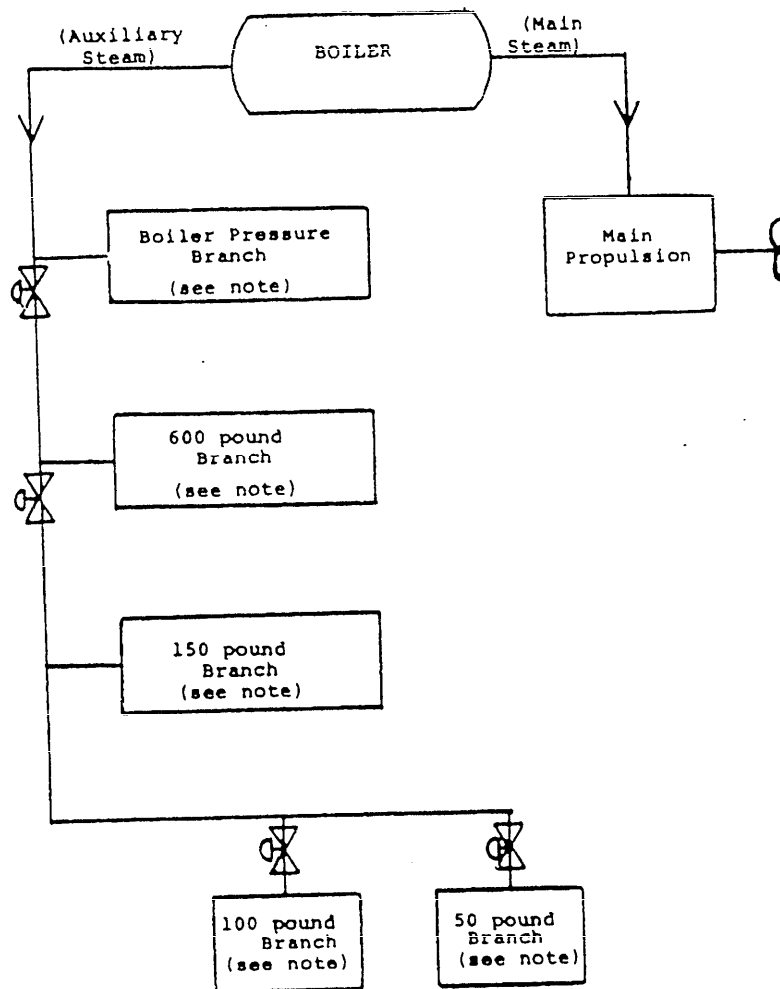 (Auxiliary
Steam)
BOILER
(Main
Steam)
Boiler Pressure
Branch
(see note)
Main
Propulsion
600 pound
Branch
(see note)
150 pound
Branch
(see note)
100 pound
Branch
(see note)
50 pound
Branch
(see note)